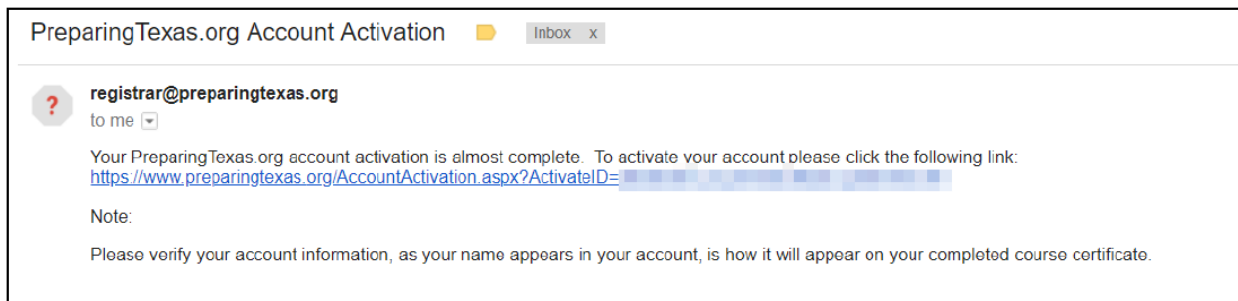 PreparingTexas.org Account Activation Inbox x
?
registrar@preparingtexas.org
to me
Your PreparingTexas.org account activation is almost complete. To activate your account please click the following link:
https://www.preparingtexas.org/AccountActivation.aspx?ActivateID=
Note:
Please verify your account information, as your name appears in your account, is how it will appear on your completed course certificate.